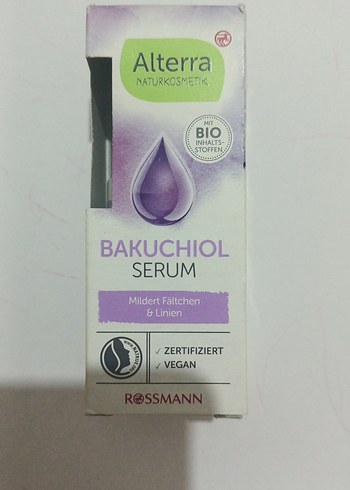 Alterra
NATURKOSMETIK
MIT
BIO
INHALTS-
STOFFEN
BAKUCHIOL
SERUM
Mildert Fältchen
& Linien
✓ ZERTIFIZIERT
✓ VEGAN
ROSSMANN